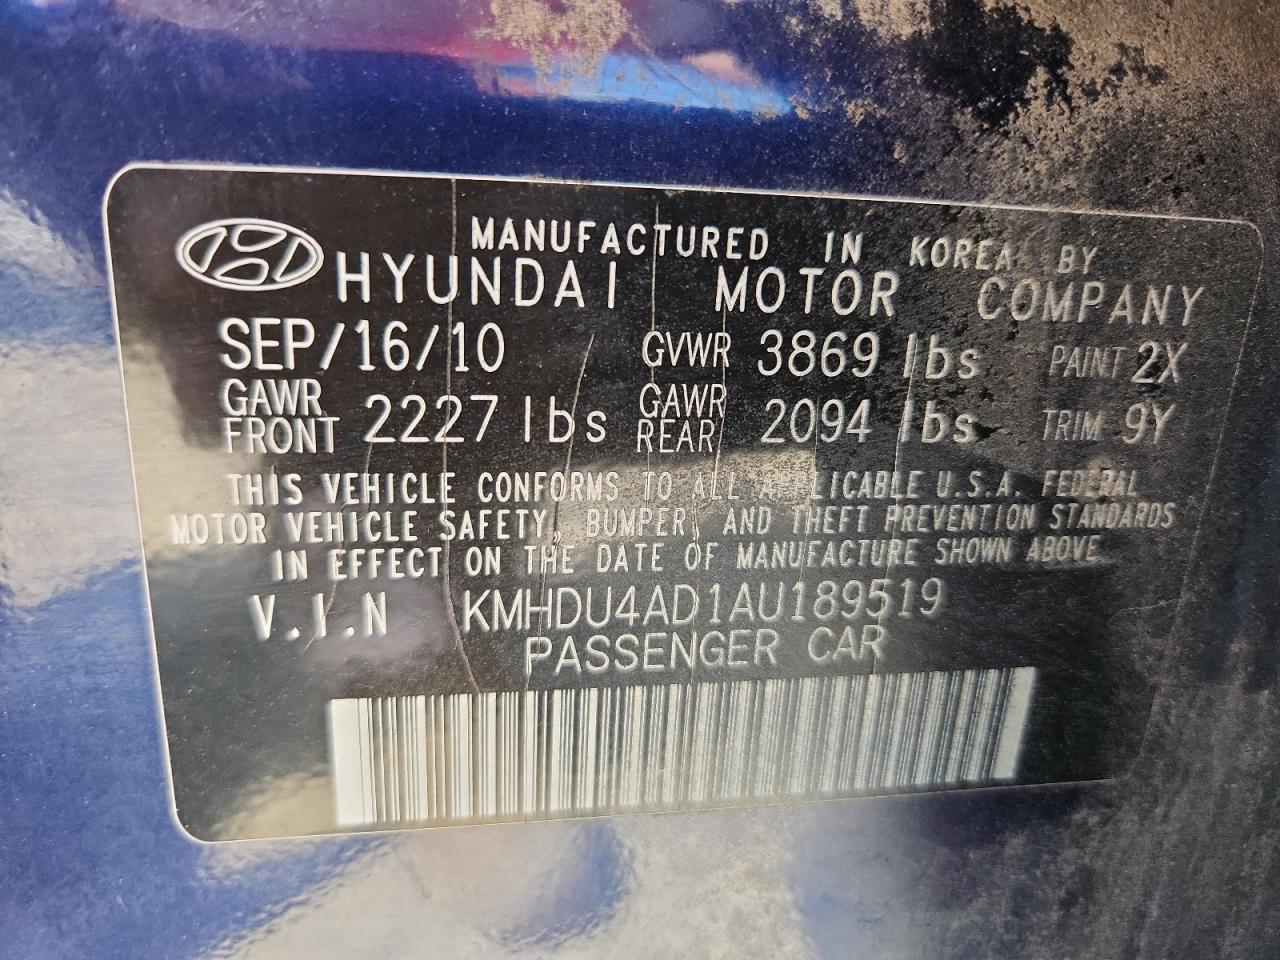 MANUFACTURED IN KOREA BY
HYUNDAI MOTOR COMPANY
SEP/16/10 GVWR 3869 lbs PAINT 2X
GAWR FRONT 2227 lbs GAWR REAR 2094 lbs TRIM 9Y
THIS VEHICLE CONFORMS TO ALL APPLICABLE U.S.A. FEDERAL
MOTOR VEHICLE SAFETY, BUMPER, AND THEFT PREVENTION STANDARDS
IN EFFECT ON THE DATE OF MANUFACTURE SHOWN ABOVE
V.I.N KMHDU4AD1AU189519
PASSENGER CAR